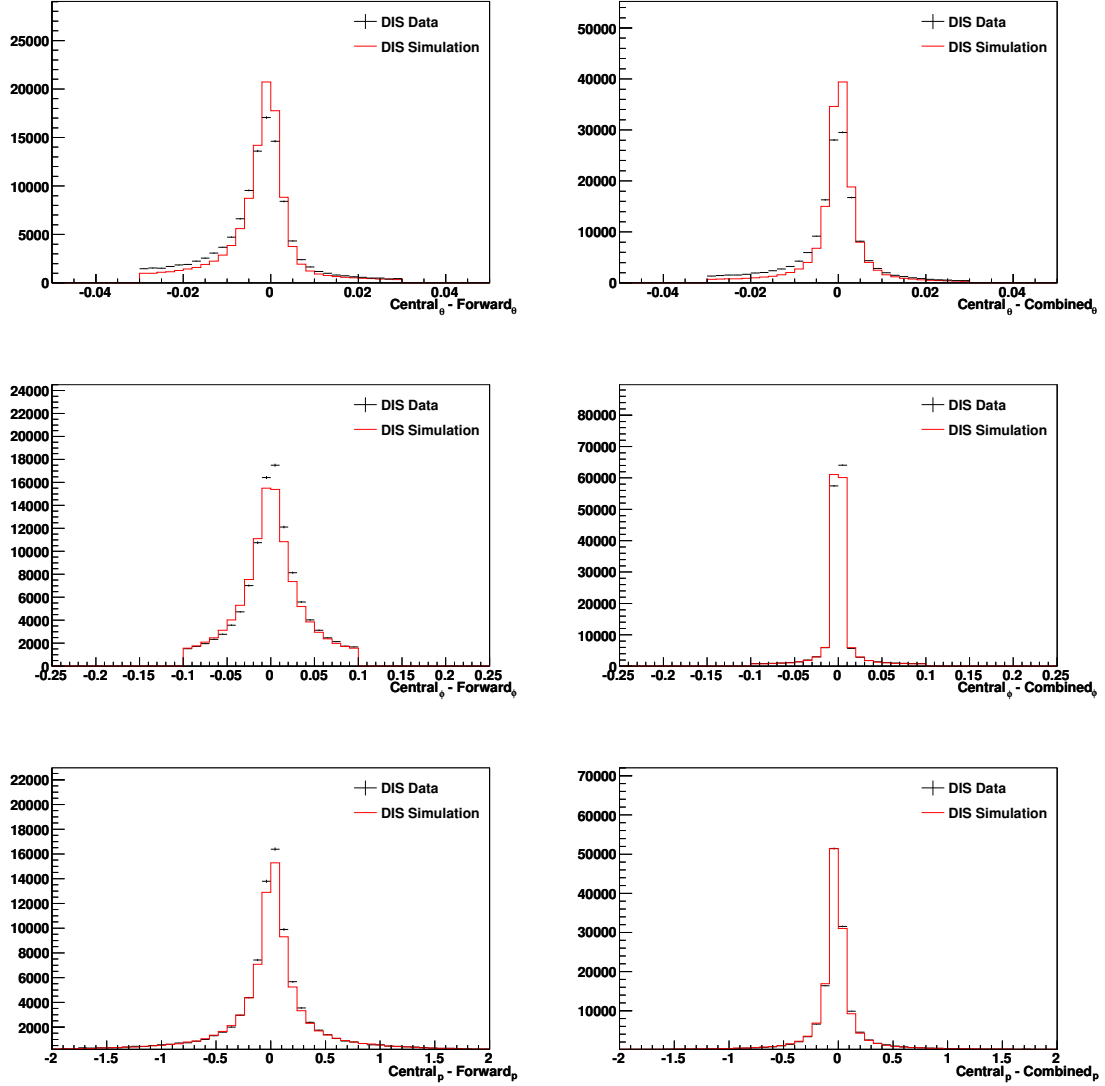 25000
20000
15000
10000
5000
0
DIS Data
DIS Simulation
-0.04 -0.02 0 0.02 0.04
Central_θ - Forward_θ
50000
40000
30000
20000
10000
0
DIS Data
DIS Simulation
-0.04 -0.02 0 0.02 0.04
Central_θ - Combined_θ
24000
22000
20000
18000
16000
14000
12000
10000
8000
6000
4000
2000
0
DIS Data
DIS Simulation
-0.25 -0.2 -0.15 -0.1 -0.05 0 0.05 0.1 0.15 0.2 0.25
Central_ϕ - Forward_ϕ
80000
70000
60000
50000
40000
30000
20000
10000
0
DIS Data
DIS Simulation
-0.25 -0.2 -0.15 -0.1 -0.05 0 0.05 0.1 0.15 0.2 0.25
Central_ϕ - Combined_ϕ
22000
20000
18000
16000
14000
12000
10000
8000
6000
4000
2000
DIS Data
DIS Simulation
-2 -1.5 -1 -0.5 0 0.5 1 1.5 2
Central_p - Forward_p
70000
60000
50000
40000
30000
20000
10000
DIS Data
DIS Simulation
-2 -1.5 -1 -0.5 0 0.5 1 1.5 2
Central_p - Combined_p